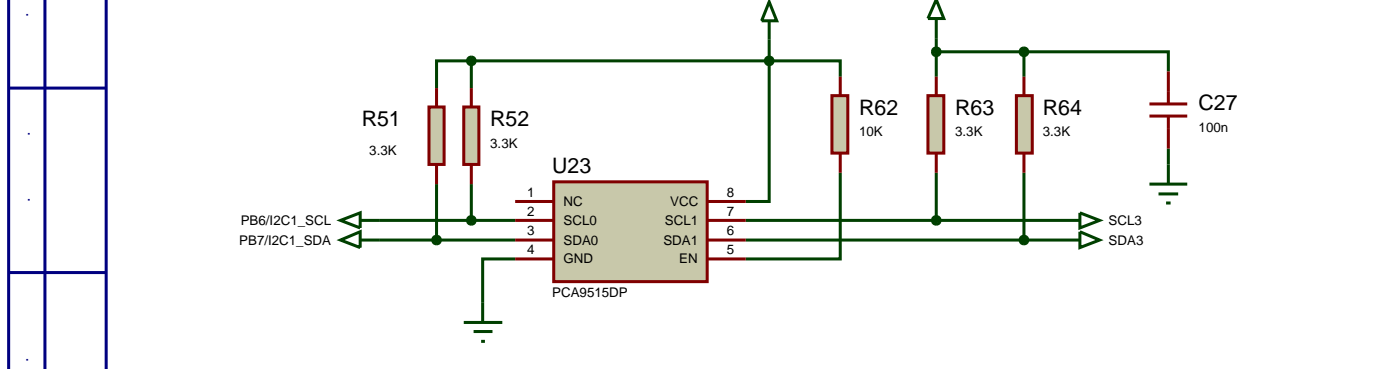 R51
3.3K
R52
3.3K
R62
10K
R63
3.3K
R64
3.3K
C27
100n
U23
1 NC VCC 8
PB6/I2C1_SCL 2 SCL0 SCL1 7 SCL3
PB7/I2C1_SDA 3 SDA0 SDA1 6 SDA3
4 GND EN 5
PCA9515DP